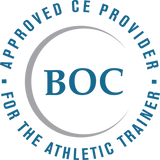 • APPROVED CE PROVIDER •
BOC
FOR THE ATHLETIC TRAINER